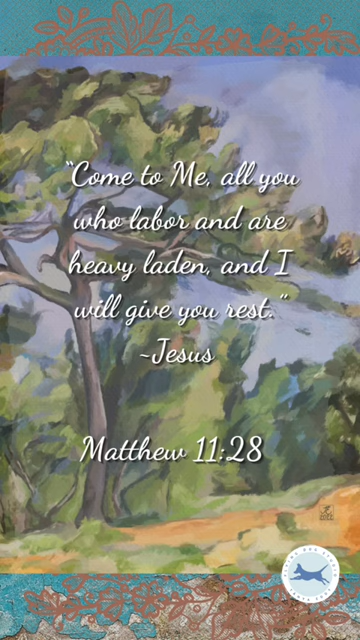 “Come to Me, all you
who labor and are
heavy laden, and I
will give you rest.”
~Jesus
Matthew 11:28